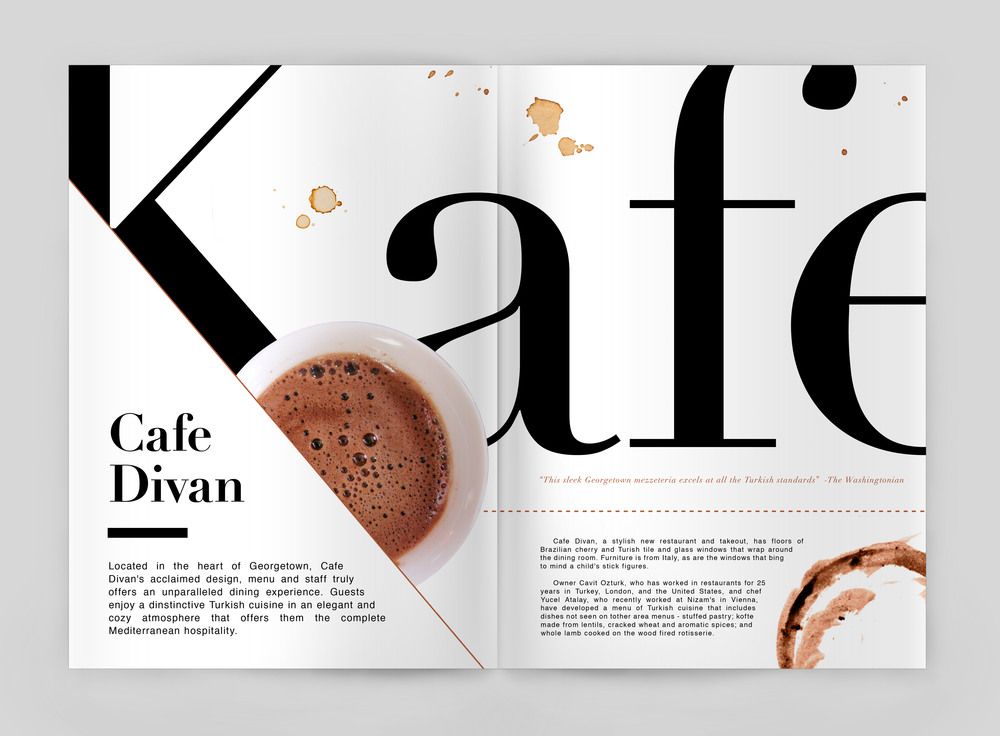 Kafe
Cafe
Divan
Located in the heart of Georgetown, Cafe
Divan's acclaimed design, menu and staff truly
offers an unparalleled dining experience. Guests
enjoy a dinstinctive Turkish cuisine in an elegant and
cozy atmosphere that offers them the complete
Mediterranean hospitality.
"This sleek Georgetown mezzeteria excels at all the Turkish standards" -The Washingtonian
Cafe Divan, a stylish new restaurant and takeout, has floors of
Brazilian cherry and Turish tile and glass windows that wrap around
the dining room. Furniture is from Italy, as are the windows that bing
to mind a child's stick figures.
Owner Cavit Ozturk, who has worked in restaurants for 25
years in Turkey, London, and the United States, and chef
Yucel Atalay, who recently worked at Nizam's in Vienna,
have developed a menu of Turkish cuisine that includes
dishes not seen on tother area menus - stuffed pastry; kofte
made from lentils, cracked wheat and aromatic spices; and
whole lamb cooked on the wood fired rotisserie.